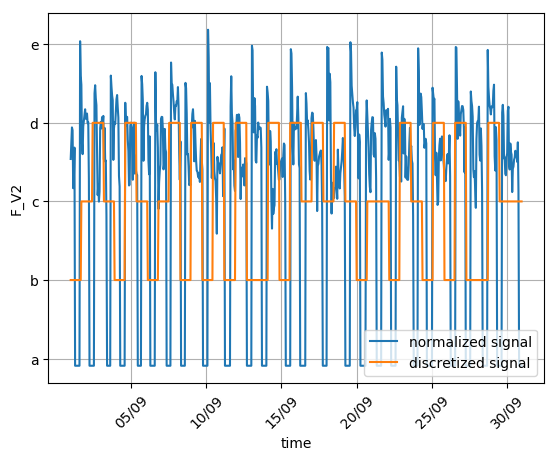 e
d
c
b
a
F_V2
normalized signal
discretized signal
05/09
10/09
15/09
20/09
25/09
30/09
time